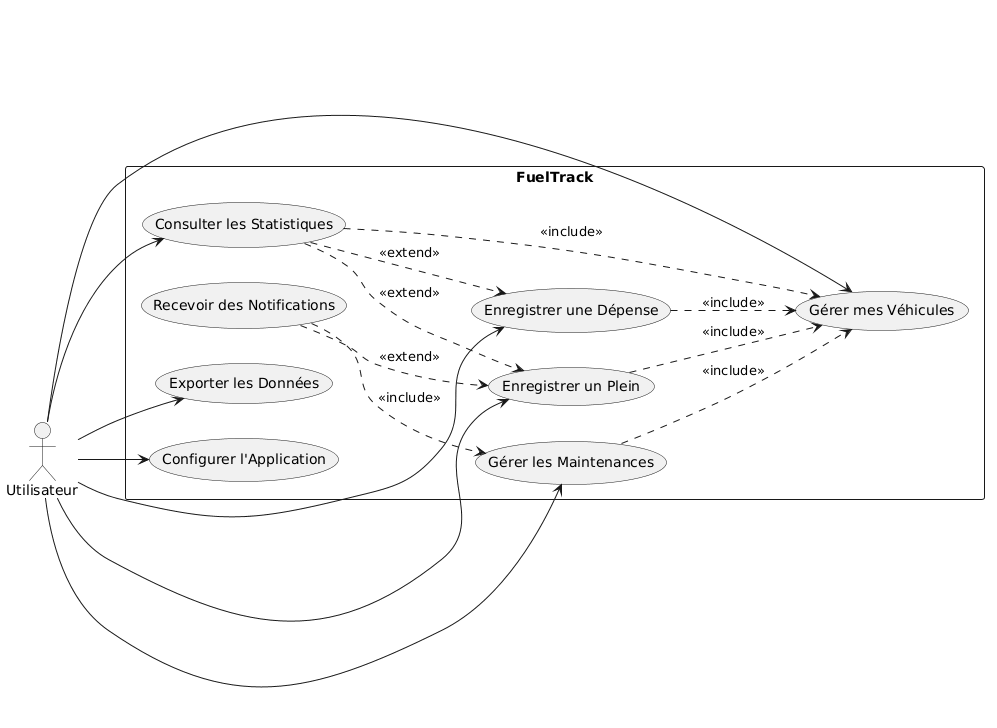 FuelTrack
Consulter les Statistiques
«include»
«extend»
«extend»
Recevoir des Notifications
Enregistrer une Dépense
«include»
Gérer mes Véhicules
«include»
«extend»
«include»
Exporter les Données
Enregistrer un Plein
«include»
Configurer l'Application
Gérer les Maintenances
Utilisateur